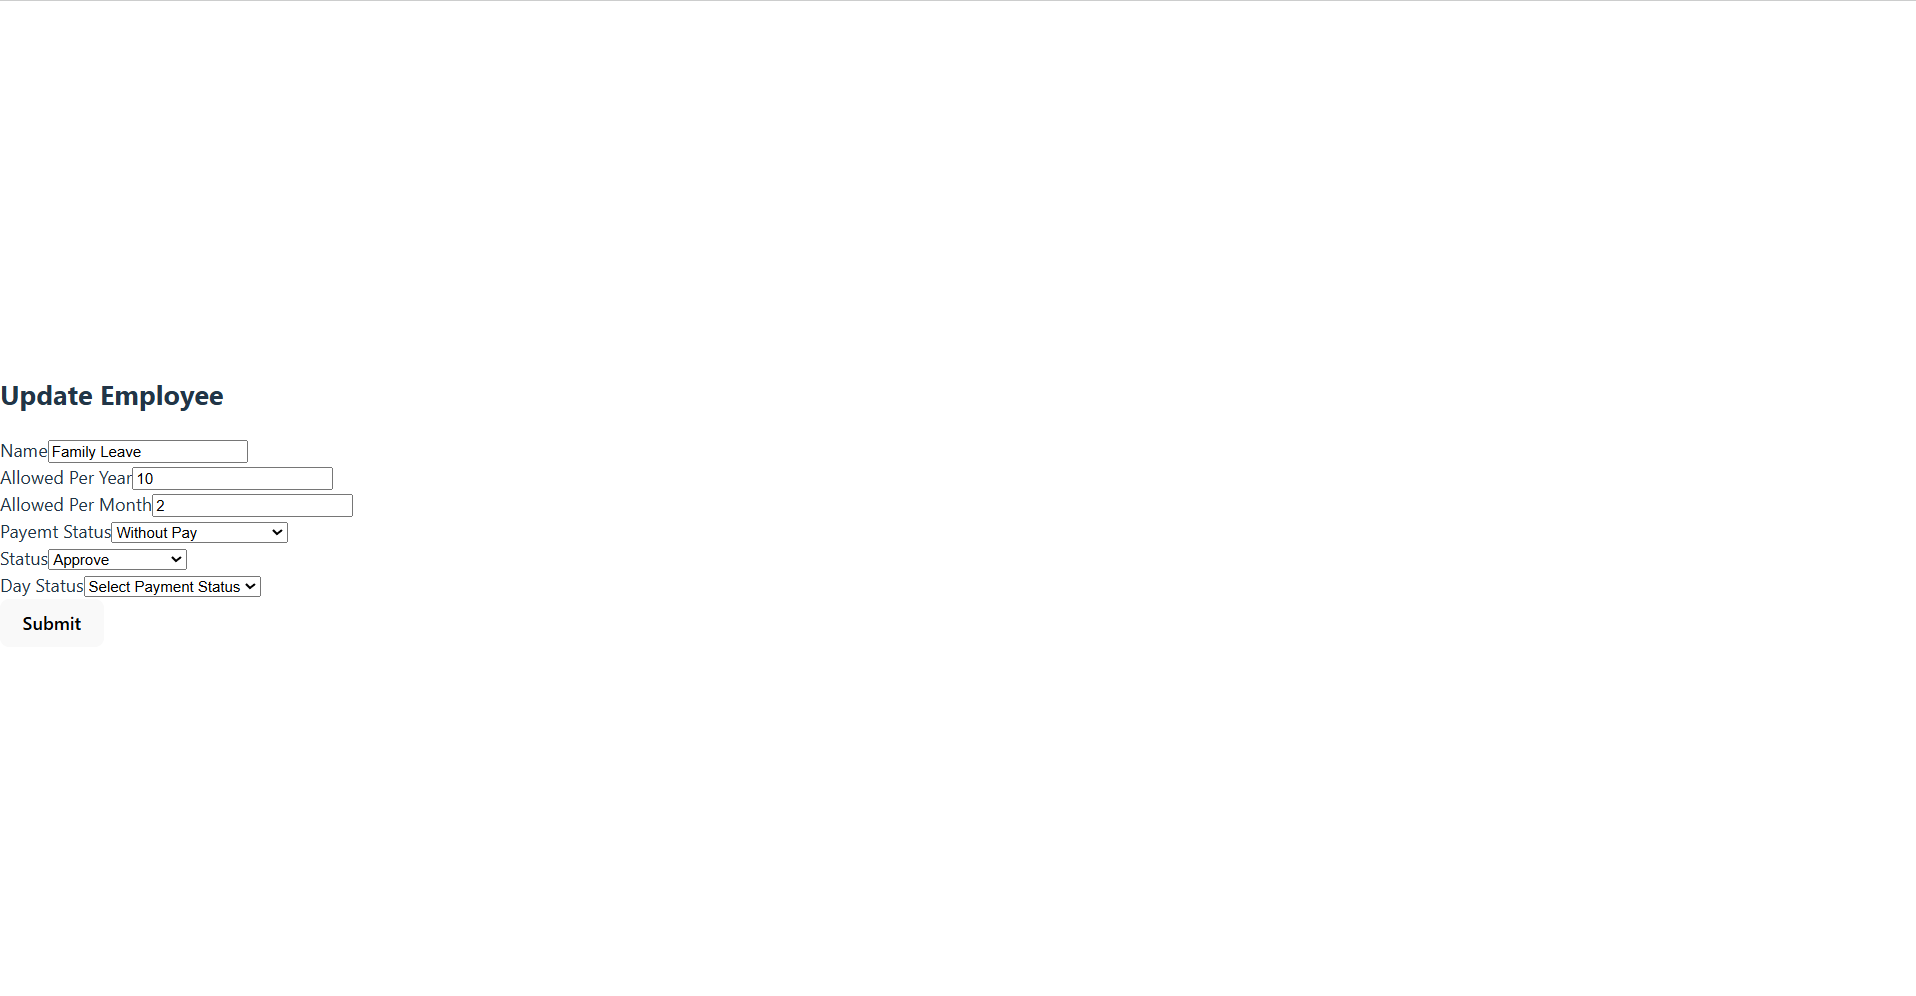 Update Employee
Name Family Leave
Allowed Per Year 10
Allowed Per Month 2
Payemt Status Without Pay
Status Approve
Day Status Select Payment Status
Submit